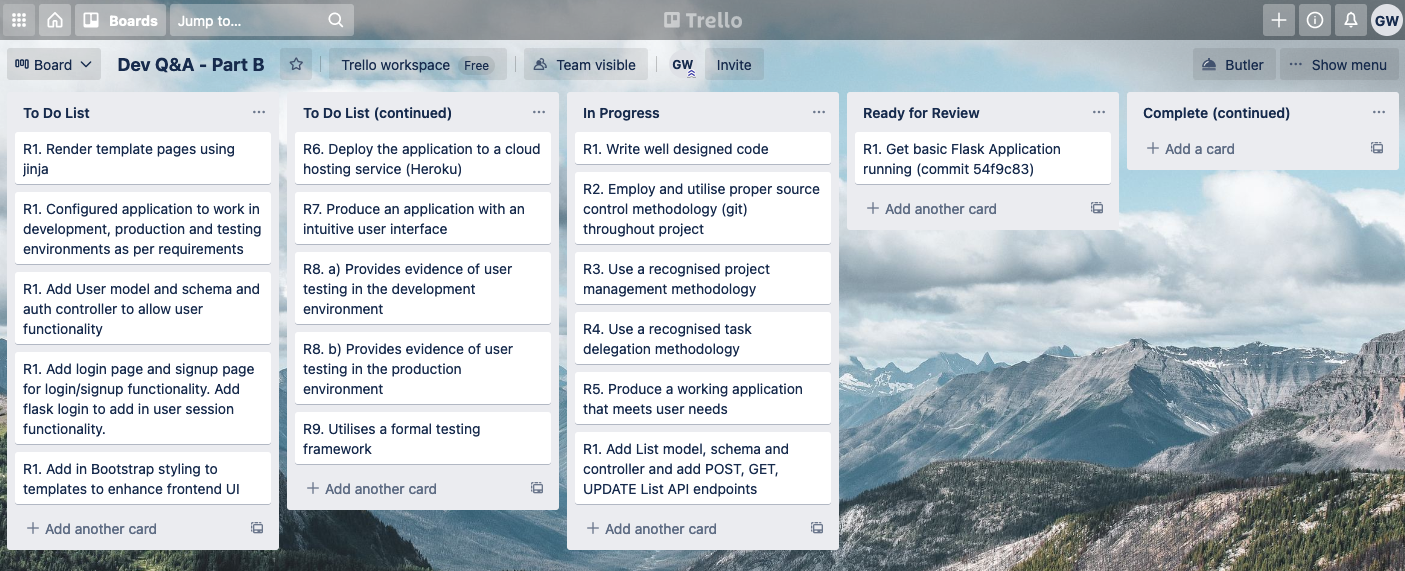 Boards
Jump to...
Trello
GW
Board
Dev Q&A - Part B
Trello workspace
Free
Team visible
GW
Invite
Butler
Show menu
To Do List
R1. Render template pages using
jinja
R1. Configured application to work in
development, production and testing
environments as per requirements
R1. Add User model and schema and
auth controller to allow user
functionality
R1. Add login page and signup page
for login/signup functionality. Add
flask login to add in user session
functionality.
R1. Add in Bootstrap styling to
templates to enhance frontend UI
Add another card
To Do List (continued)
R6. Deploy the application to a cloud
hosting service (Heroku)
R7. Produce an application with an
intuitive user interface
R8. a) Provides evidence of user
testing in the development
environment
R8. b) Provides evidence of user
testing in the production
environment
R9. Utilises a formal testing
framework
Add another card
In Progress
R1. Write well designed code
R2. Employ and utilise proper source
control methodology (git)
throughout project
R3. Use a recognised project
management methodology
R4. Use a recognised task
delegation methodology
R5. Produce a working application
that meets user needs
R1. Add List model, schema and
controller and add POST, GET,
UPDATE List API endpoints
Add another card
Ready for Review
R1. Get basic Flask Application
running (commit 54f9c83)
Add another card
Complete (continued)
Add a card